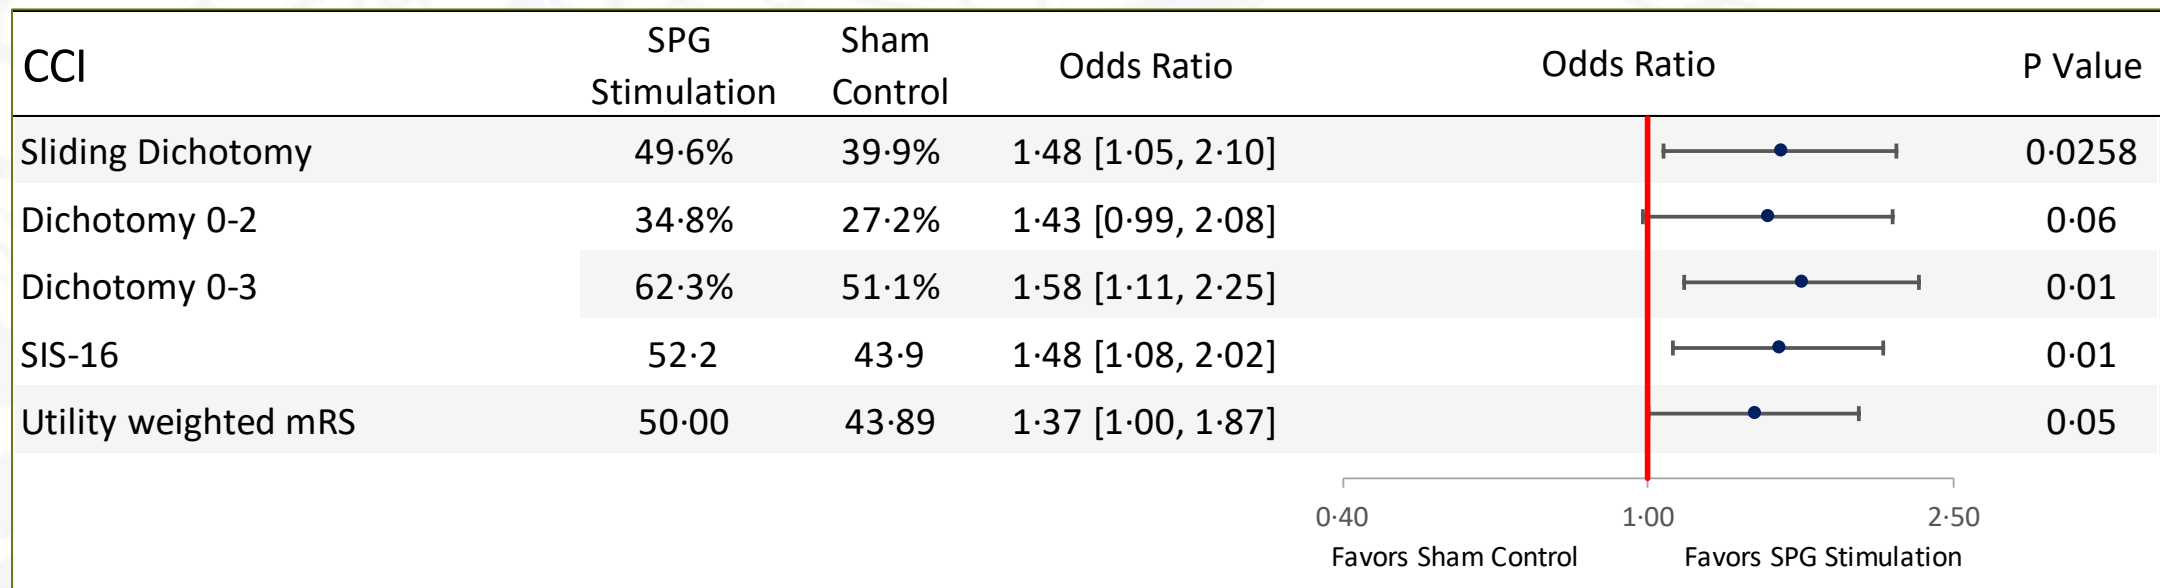 CCI SPG Stimulation Sham Control Odds Ratio Odds Ratio P Value
Sliding Dichotomy 49·6% 39·9% 1·48 [1·05, 2·10] 0·0258
Dichotomy 0-2 34·8% 27·2% 1·43 [0·99, 2·08] 0·06
Dichotomy 0-3 62·3% 51·1% 1·58 [1·11, 2·25] 0·01
SIS-16 52·2 43·9 1·48 [1·08, 2·02] 0·01
Utility weighted mRS 50·00 43·89 1·37 [1·00, 1·87] 0·05
0·40 1·00 2·50
Favors Sham Control Favors SPG Stimulation